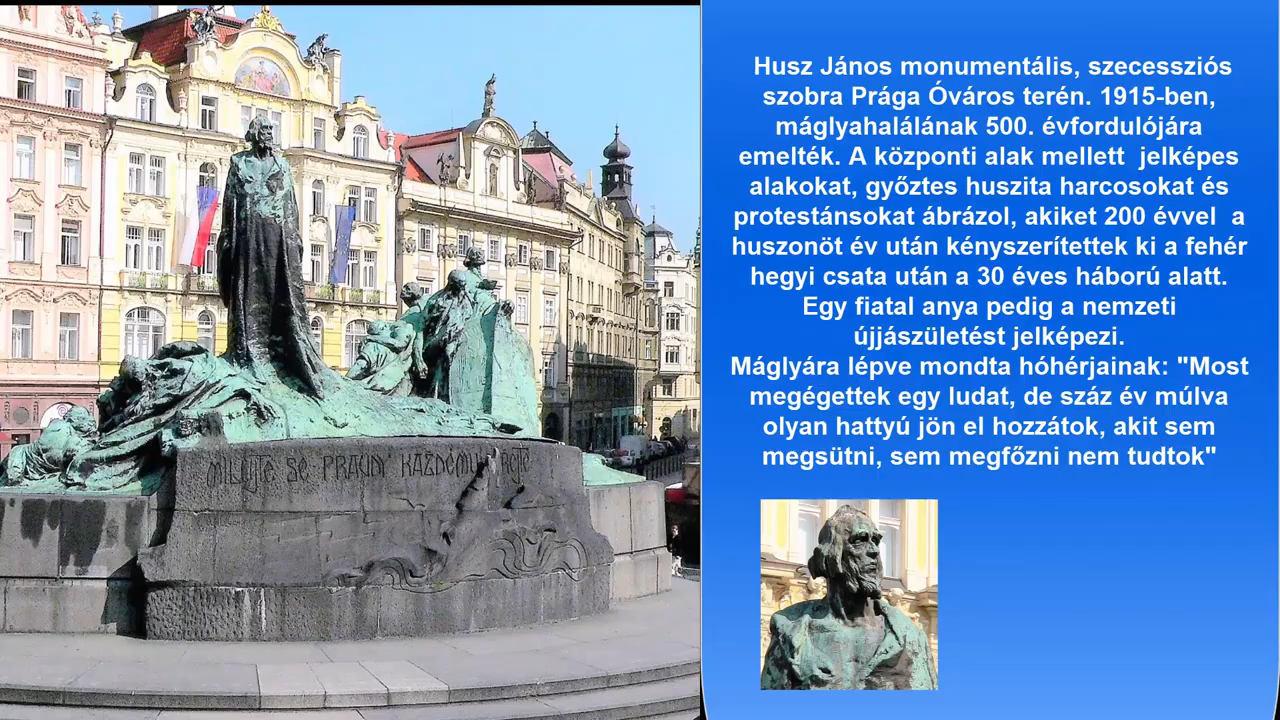 Husz János monumentális, szecessziós
szobra Prága Óváros terén. 1915-ben,
máglyahalálának 500. évfordulójára
emelték. A központi alak mellett  jelképes
alakokat, győztes huszita harcosokat és
protestánsokat ábrázol, akiket 200 évvel  a
huszonöt év után kényszerítettek ki a fehér
hegyi csata után a 30 éves háború alatt.
Egy fiatal anya pedig a nemzeti
újjászületést jelképezi.
Máglyára lépve mondta hóhérjainak: "Most
megégettek egy ludat, de száz év múlva
olyan hattyú jön el hozzátok, akit sem
megsütni, sem megfőzni nem tudtok"
MILUJTE SE PRAVDY KAŽDÉMU PŘEJTE